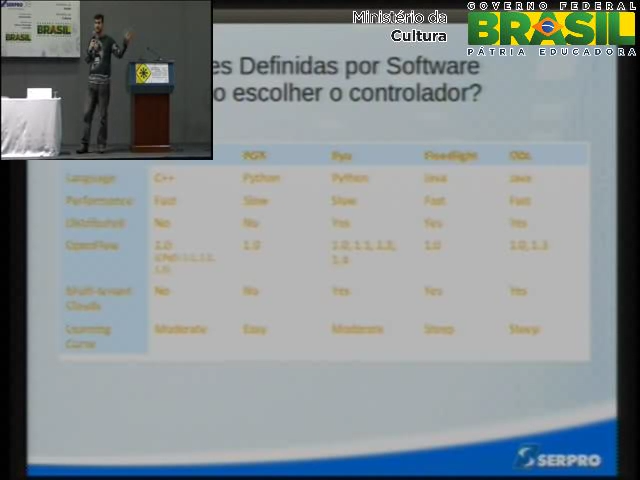 Ministério da
Cultura
GOVERNO FEDERAL
BRASIL
PÁTRIA EDUCADORA
SERPRO
BRASIL
es Definidas por Software
o escolher o controlador?
POX Ryu Floodlight ODL
Language C++ Python Python Java Java
Performance Fast Slow Slow Fast Fast
Distributed No No Yes Yes Yes
OpenFlow 1.0 1.0 1.0, 1.1, 1.3, 1.0 1.0, 1.3
1.4
Multi-tenant No No Yes Yes Yes
Clouds
Learning Moderate Easy Moderate Steep Steep
Curve
SERPRO